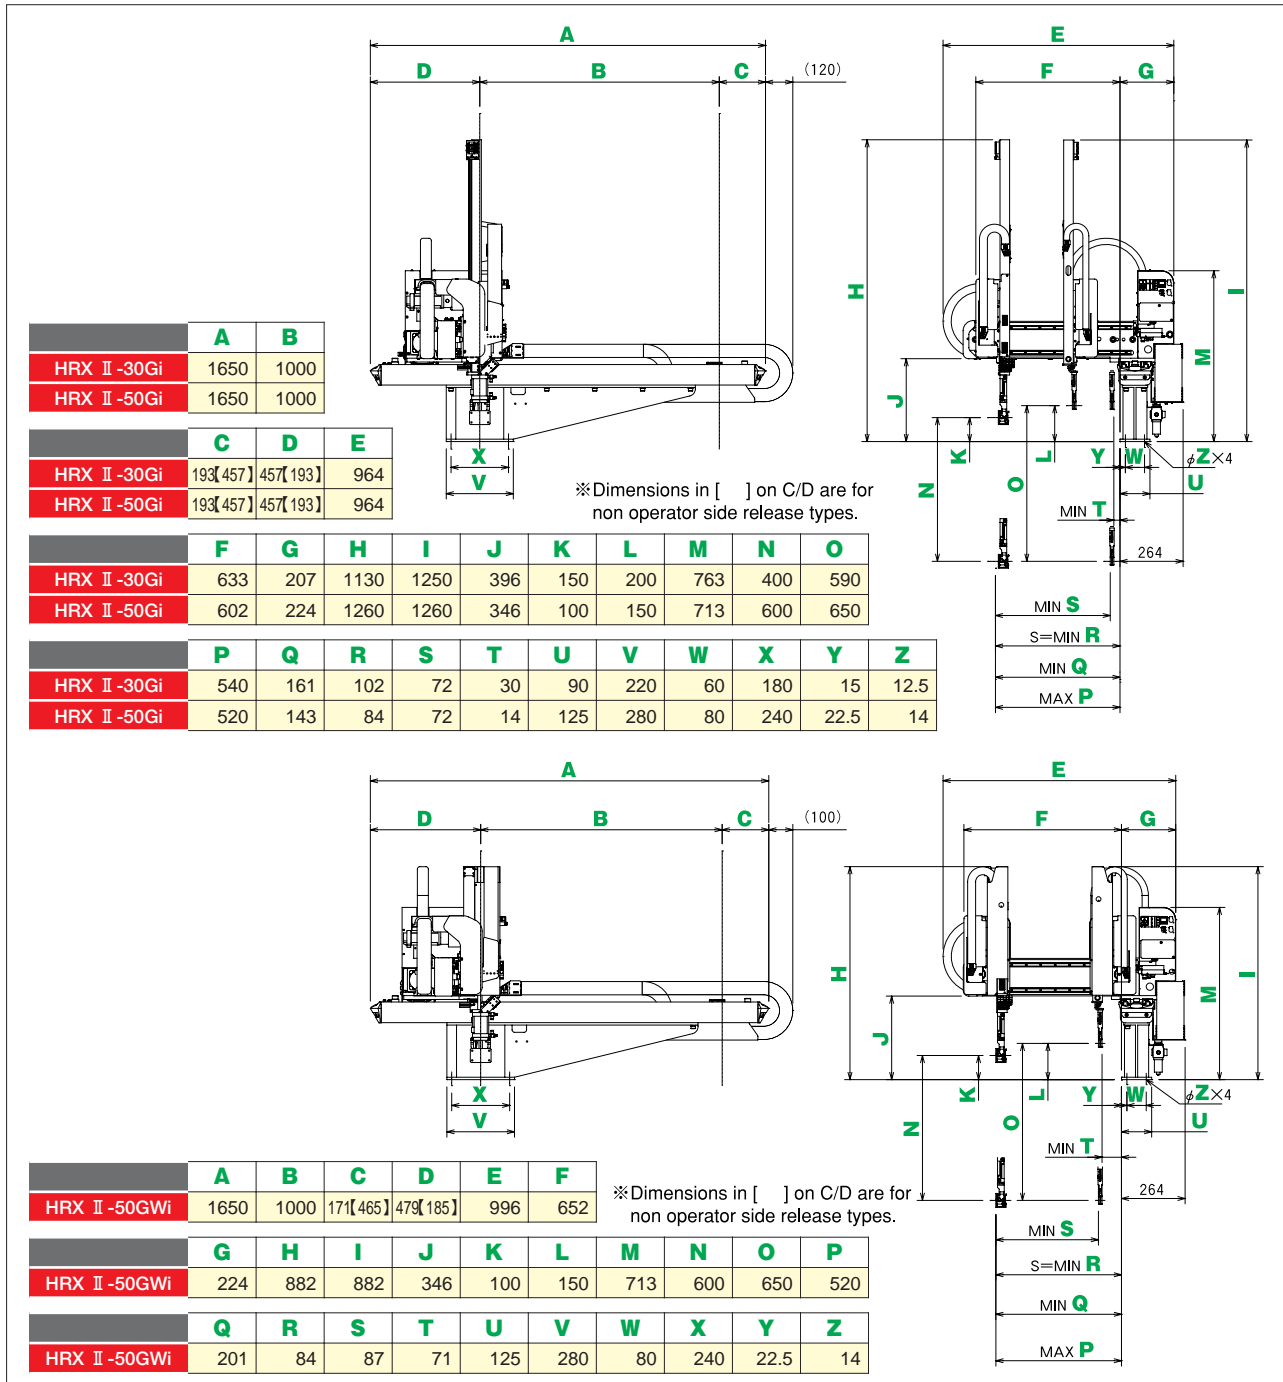 A
D B C (120)
E
F G
H
I
J
M
K
L
N
O
Y W φZ×4
U
MIN T
264
MIN S
S=MIN R
MIN Q
MAX P
X
V
※Dimensions in [ ] on C/D are for
non operator side release types.
A B
HRX Ⅱ-30Gi 1650 1000
HRX Ⅱ-50Gi 1650 1000
C D E
HRX Ⅱ-30Gi 193【457】 457【193】 964
HRX Ⅱ-50Gi 193【457】 457【193】 964
F G H I J K L M N O
HRX Ⅱ-30Gi 633 207 1130 1250 396 150 200 763 400 590
HRX Ⅱ-50Gi 602 224 1260 1260 346 100 150 713 600 650
P Q R S T U V W X Y Z
HRX Ⅱ-30Gi 540 161 102 72 30 90 220 60 180 15 12.5
HRX Ⅱ-50Gi 520 143 84 72 14 125 280 80 240 22.5 14
A
D B C (100)
E
F G
H
I
J
M
K
L
N
O
Y W φZ×4
U
MIN T
264
MIN S
S=MIN R
MIN Q
MAX P
X
V
※Dimensions in [ ] on C/D are for
non operator side release types.
A B C D E F
HRX Ⅱ-50GWi 1650 1000 171【465】 479【185】 996 652
G H I J K L M N O P
HRX Ⅱ-50GWi 224 882 882 346 100 150 713 600 650 520
Q R S T U V W X Y Z
HRX Ⅱ-50GWi 201 84 87 71 125 280 80 240 22.5 14